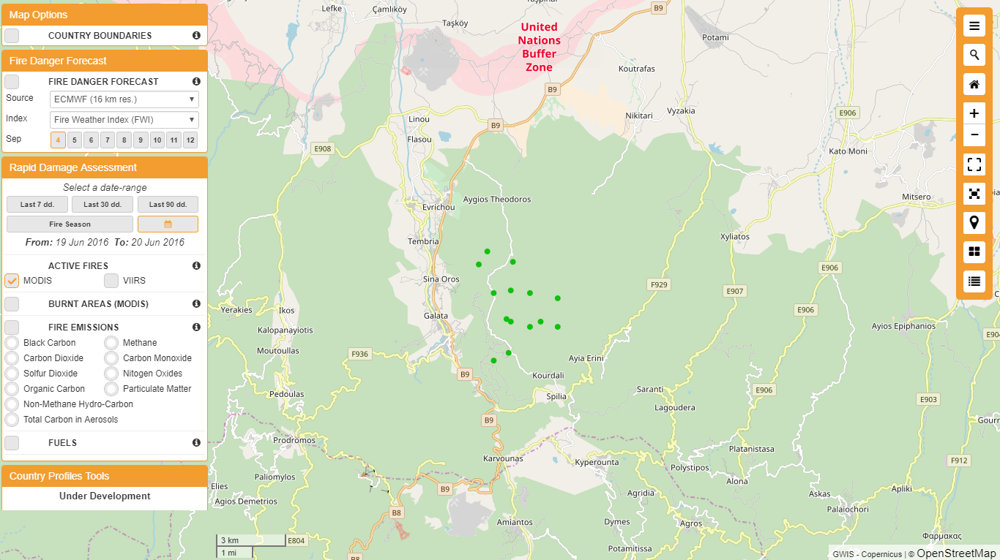 Map Options
COUNTRY BOUNDARIES
Fire Danger Forecast
FIRE DANGER FORECAST
Source ECMWF (16 km res.)
Index Fire Weather Index (FWI)
Sep 4 5 6 7 8 9 10 11 12
Rapid Damage Assessment
Select a date-range
Last 7 dd. Last 30 dd. Last 90 dd.
Fire Season
From: 19 Jun 2016 To: 20 Jun 2016
ACTIVE FIRES
MODIS VIIRS
BURNT AREAS (MODIS)
FIRE EMISSIONS
Black Carbon Methane
Carbon Dioxide Carbon Monoxide
Solfur Dioxide Nitogen Oxides
Organic Carbon Particulate Matter
Non-Methane Hydro-Carbon
Total Carbon in Aerosols
FUELS
Country Profiles Tools
Under Development
Lefke
Çamlıköy
Taşköy
Taşpınar
B9
United
Nations
Buffer
Zone
Potami
Koutrafas
B9
Linou
B9
Nikitari
Vyzakia
E906
Flasou
E908
Kato Moni
Aygios Theodoros
Evrichou
Mitsero
Tembria
Xyliatos
E906
Sina Oros
F929
E907
Yerakies
Ikos
Galata
E906
Kalopanayiotis
Ayios Epiphanios
E904
Moutoullas
F936
Ayia Erini
B9
Kourdali
Pedoulas
Spilia
Saranti
E906
Lagoudera
E903
B9
Gourr
Prodromos
Platanistasa
Karvounas
Kyperounta
Polystipos
F912
Paliomylos
Elies
B9
Alona
Apliki
Agios Demetrios
Agridia
Askas
Palaiochori
B8
Amiantos
Dymes
Agros
Φαρμακας
E804
Potamitissa
B8
3 km
1 mi
GWIS - Copernicus | © OpenStreetMap